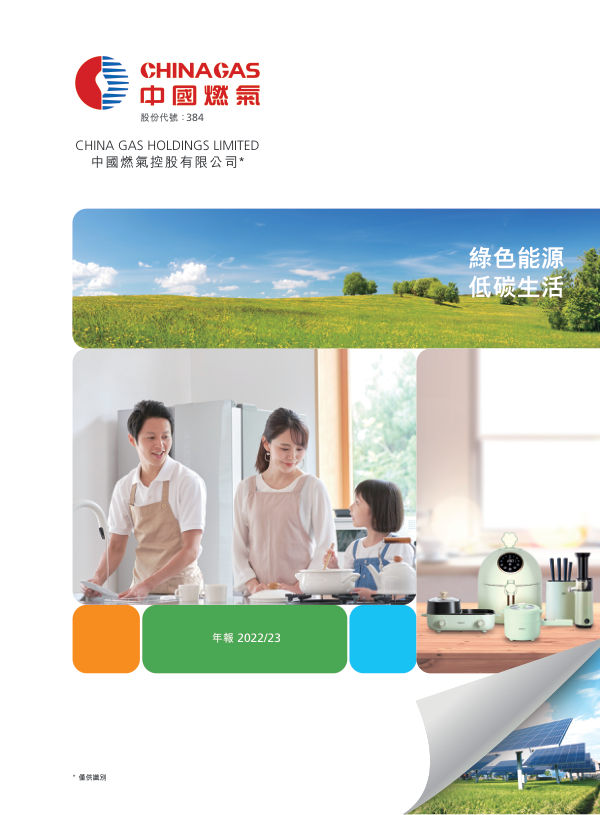 CHINAGAS
中國燃氣
股份代號：384
CHINA GAS HOLDINGS LIMITED
中國燃氣控股有限公司*
綠色能源
低碳生活
年報 2022/23
* 僅供識別